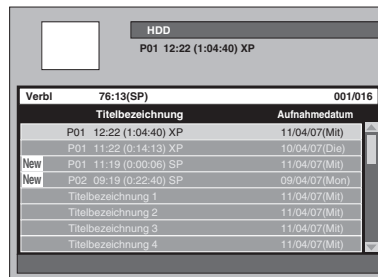 HDD
P01 12:22 (1:04:40) XP
Verbl 76:13(SP) 001/016
Titelbezeichnung Aufnahmedatum
P01 12:22 (1:04:40) XP 11/04/07(Mit)
P01 11:22 (0:14:13) XP 10/04/07(Die)
New P01 11:19 (0:00:06) SP 11/04/07(Mit)
New P02 09:19 (0:22:40) SP 09/04/07(Mon)
Titelbezeichnung 1 11/04/07(Mit)
Titelbezeichnung 2 11/04/07(Mit)
Titelbezeichnung 3 11/04/07(Mit)
Titelbezeichnung 4 11/04/07(Mit)